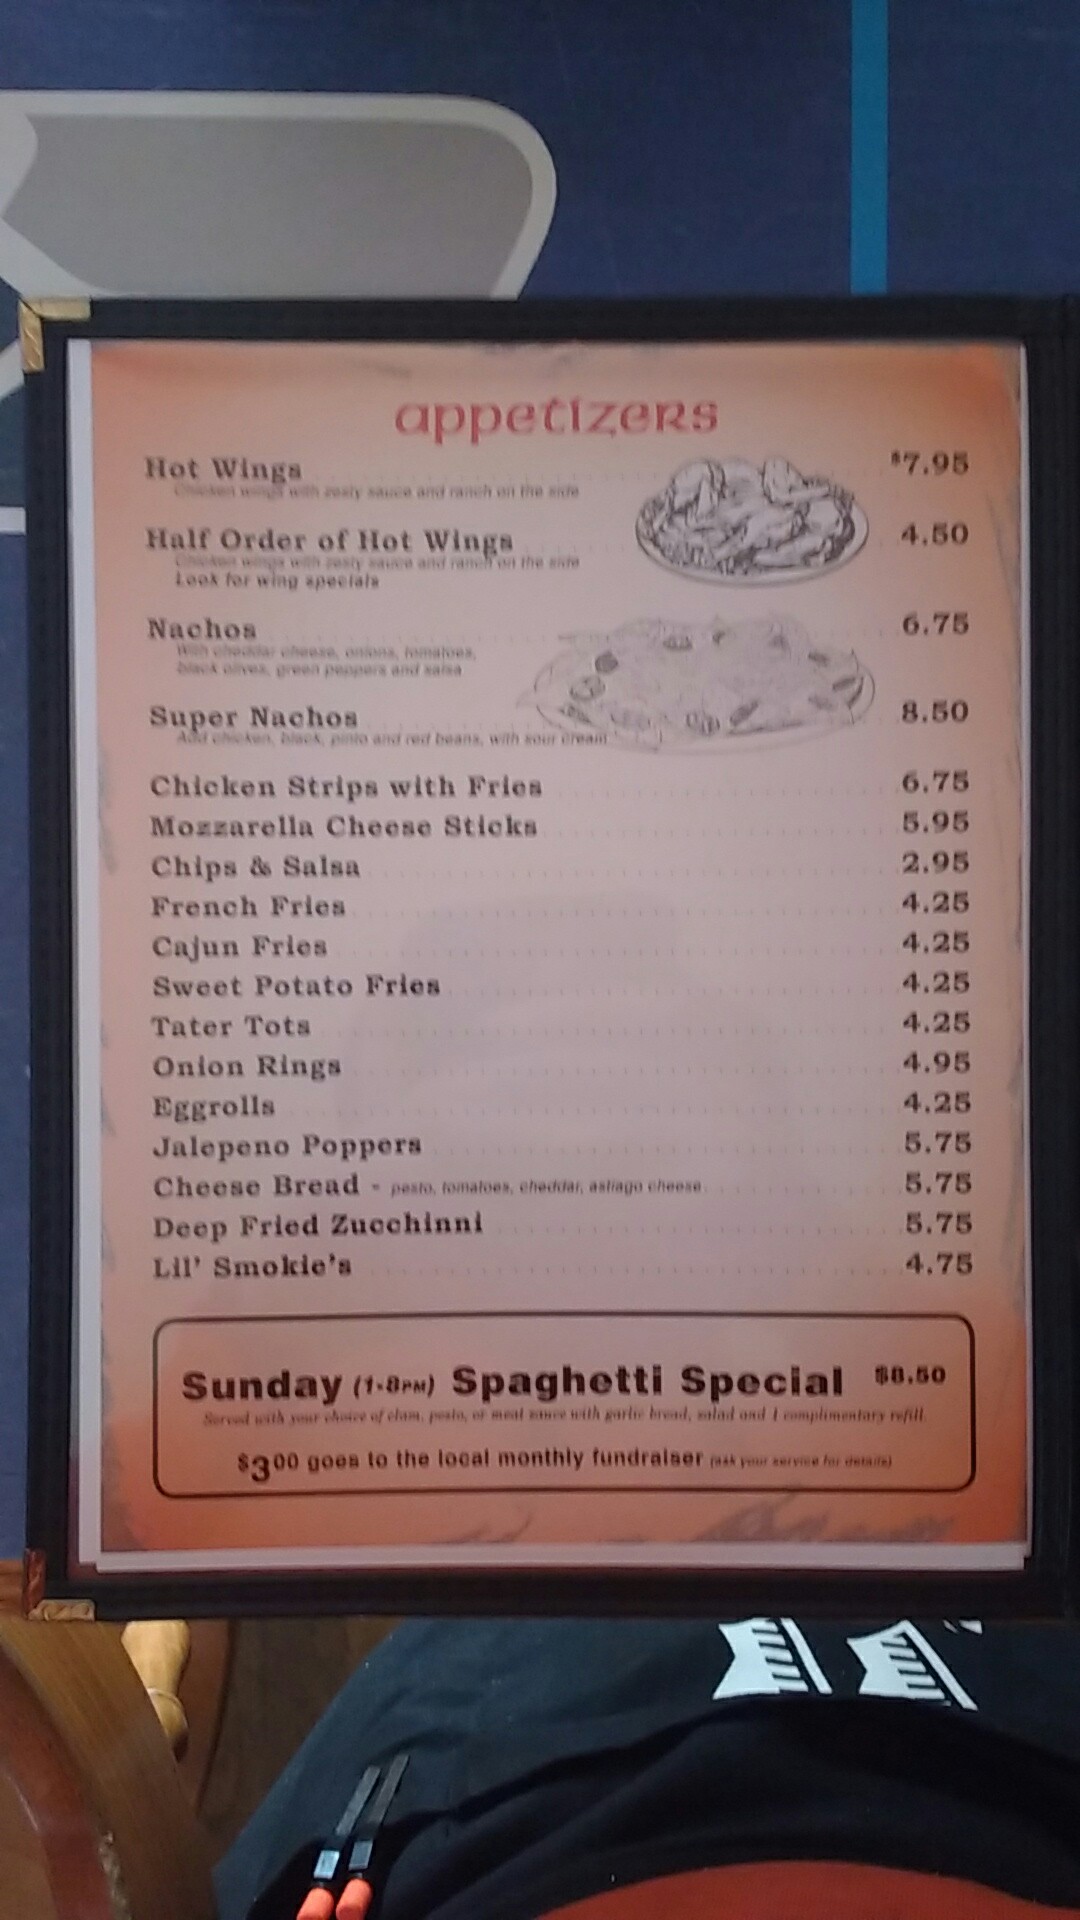 appetizers
Hot Wings $7.95
Chicken wings with zesty sauce and ranch on the side
Half Order of Hot Wings 4.50
Chicken wings with zesty sauce and ranch on the side
Look for wing specials
Nachos 6.75
With cheddar cheese, onions, tomatoes,
black olives, green peppers and salsa
Super Nachos 8.50
Add chicken, black, pinto and red beans, with sour cream
Chicken Strips with Fries 6.75
Mozzarella Cheese Sticks 5.95
Chips & Salsa 2.95
French Fries 4.25
Cajun Fries 4.25
Sweet Potato Fries 4.25
Tater Tots 4.25
Onion Rings 4.95
Eggrolls 4.25
Jalepeno Poppers 5.75
Cheese Bread - pesto, tomatoes, cheddar, astiago cheese 5.75
Deep Fried Zucchinni 5.75
Lil' Smokie's 4.75
Sunday (1-8PM) Spaghetti Special $8.50
Served with your choice of clam, pesto, or meat sauce with garlic bread, salad and 1 complimentary refill.
$3.00 goes to the local monthly fundraiser (ask your service for details)